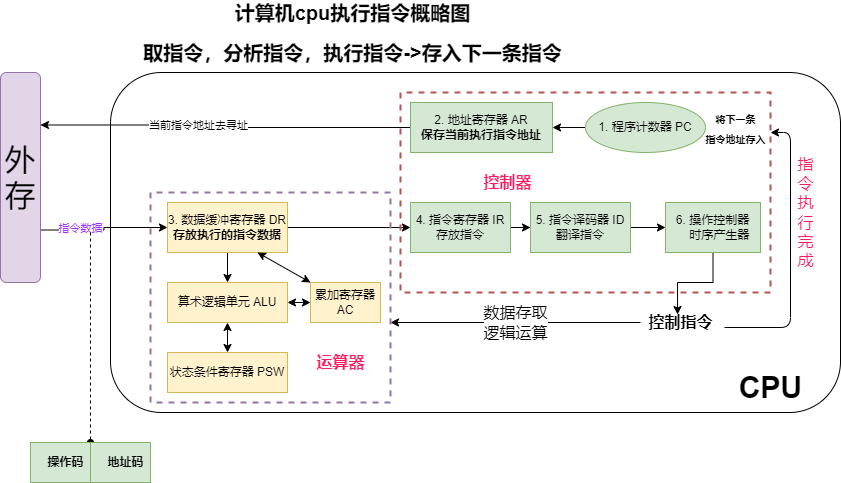 计算机cpu执行指令概略图
取指令，分析指令，执行指令->存入下一条指令
外存
当前指令地址去寻址
2. 地址寄存器 AR
保存当前执行指令地址
1. 程序计数器 PC
将下一条
指令地址存入
控制器
指令执行完成
指令数据
3. 数据缓冲寄存器 DR
存放执行的指令数据
4. 指令寄存器 IR
存放指令
5. 指令译码器 ID
翻译指令
6. 操作控制器
时序产生器
算术逻辑单元 ALU
累加寄存器
AC
数据存取
逻辑运算
控制指令
状态条件寄存器 PSW
运算器
CPU
操作码
地址码